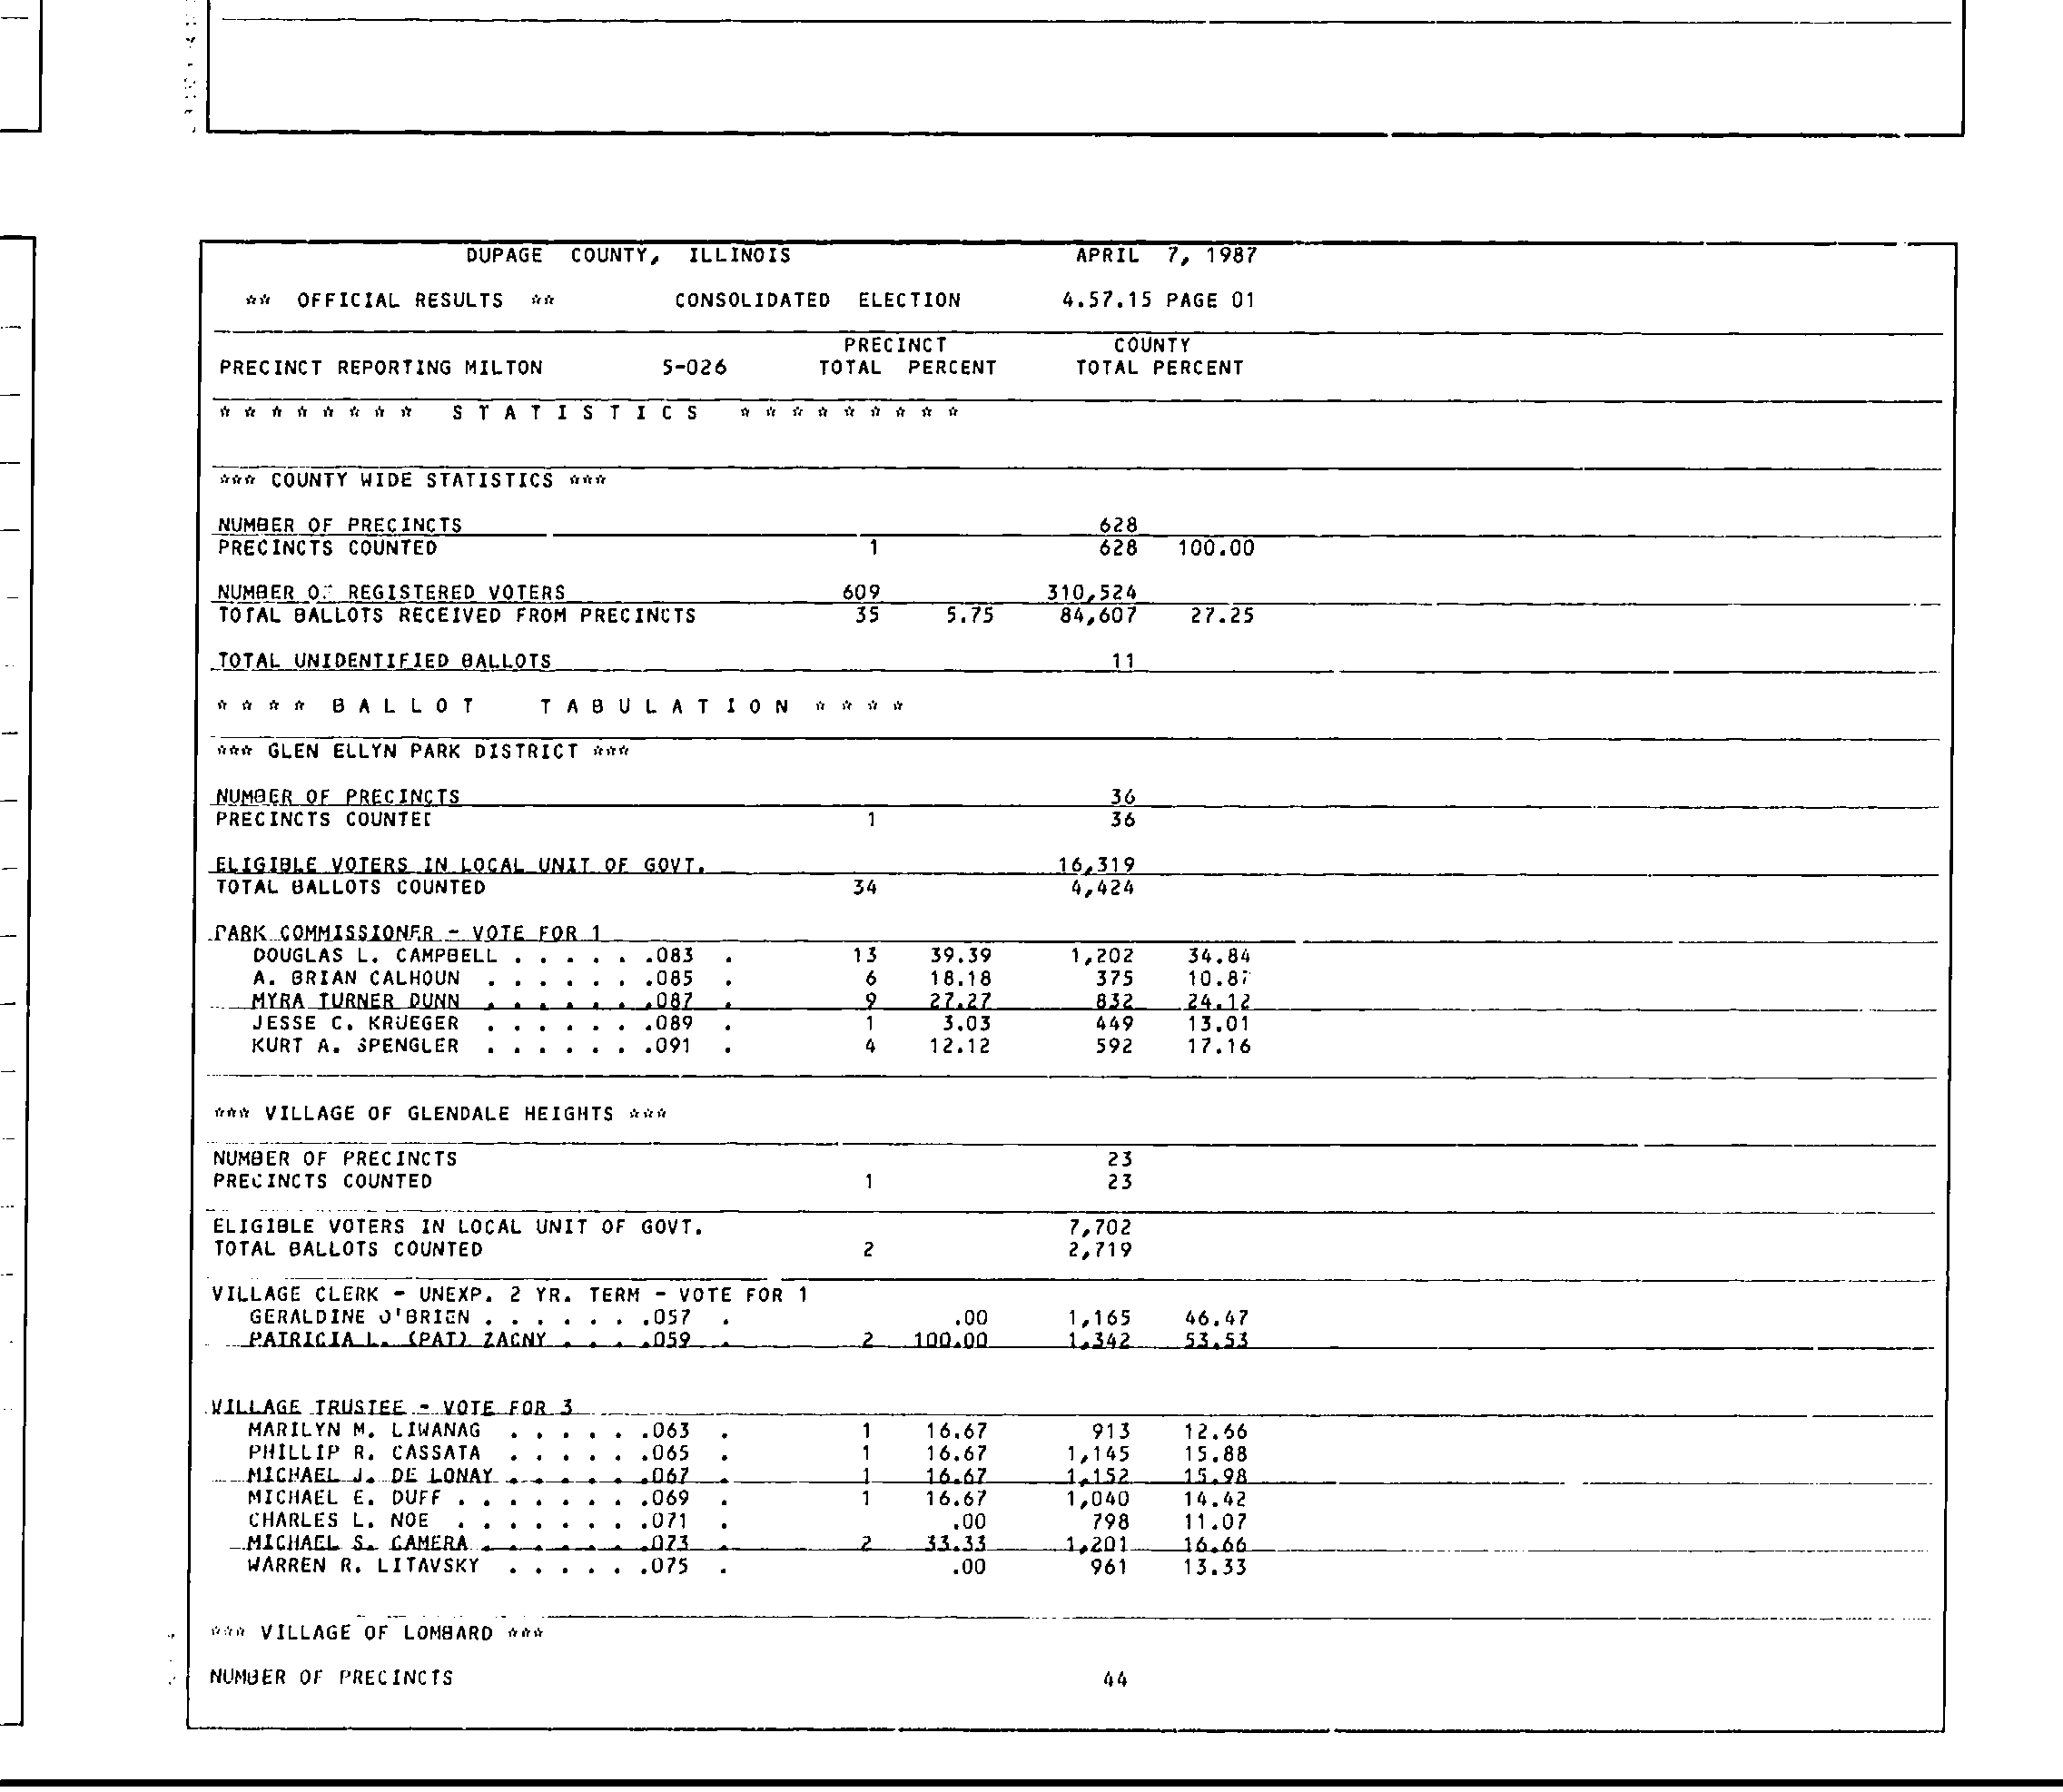 DUPAGE COUNTY, ILLINOIS APRIL 7, 1987
** OFFICIAL RESULTS ** CONSOLIDATED ELECTION 4.57.15 PAGE 01
PRECINCT COUNTY
PRECINCT REPORTING MILTON 5-026 TOTAL PERCENT TOTAL PERCENT
* * * * * * * * S T A T I S T I C S * * * * * * * * *
*** COUNTY WIDE STATISTICS ***
NUMBER OF PRECINCTS 628
PRECINCTS COUNTED 1 628 100.00
NUMBER OF REGISTERED VOTERS 609 310,524
TOTAL BALLOTS RECEIVED FROM PRECINCTS 35 5.75 84,607 27.25
TOTAL UNIDENTIFIED BALLOTS 11
* * * * B A L L O T T A B U L A T I O N * * * *
*** GLEN ELLYN PARK DISTRICT ***
NUMBER OF PRECINCTS 36
PRECINCTS COUNTED 1 36
ELIGIBLE VOTERS IN LOCAL UNIT OF GOVT. 16,319
TOTAL BALLOTS COUNTED 34 4,424
PARK COMMISSIONER - VOTE FOR 1
DOUGLAS L. CAMPBELL . . . . . .083 . 13 39.39 1,202 34.84
A. BRIAN CALHOUN . . . . . . .085 . 6 18.18 375 10.87
MYRA TURNER DUNN . . . . . . .087 . 9 27.27 832 24.12
JESSE C. KRUEGER . . . . . . .089 . 1 3.03 449 13.01
KURT A. SPENGLER . . . . . . .091 . 4 12.12 592 17.16
*** VILLAGE OF GLENDALE HEIGHTS ***
NUMBER OF PRECINCTS 23
PRECINCTS COUNTED 1 23
ELIGIBLE VOTERS IN LOCAL UNIT OF GOVT. 7,702
TOTAL BALLOTS COUNTED 2 2,719
VILLAGE CLERK - UNEXP. 2 YR. TERM - VOTE FOR 1
GERALDINE O'BRIEN . . . . . . .057 . .00 1,165 46.47
PATRICIA L. (PAT) ZAGNY . . . .059 . 2 100.00 1,342 53.53
VILLAGE TRUSTEE - VOTE FOR 3
MARILYN M. LIWANAG . . . . . .063 . 1 16.67 913 12.66
PHILLIP R. CASSATA . . . . . .065 . 1 16.67 1,145 15.88
MICHAEL J. DE LONAY . . . . . .067 . 1 16.67 1,152 15.98
MICHAEL E. DUFF . . . . . . . .069 . 1 16.67 1,040 14.42
CHARLES L. NOE . . . . . . . .071 . .00 798 11.07
MICHAEL S. CAMERA . . . . . . .073 . 2 33.33 1,201 16.66
WARREN R. LITAVSKY . . . . . .075 . .00 961 13.33
*** VILLAGE OF LOMBARD ***
NUMBER OF PRECINCTS 44